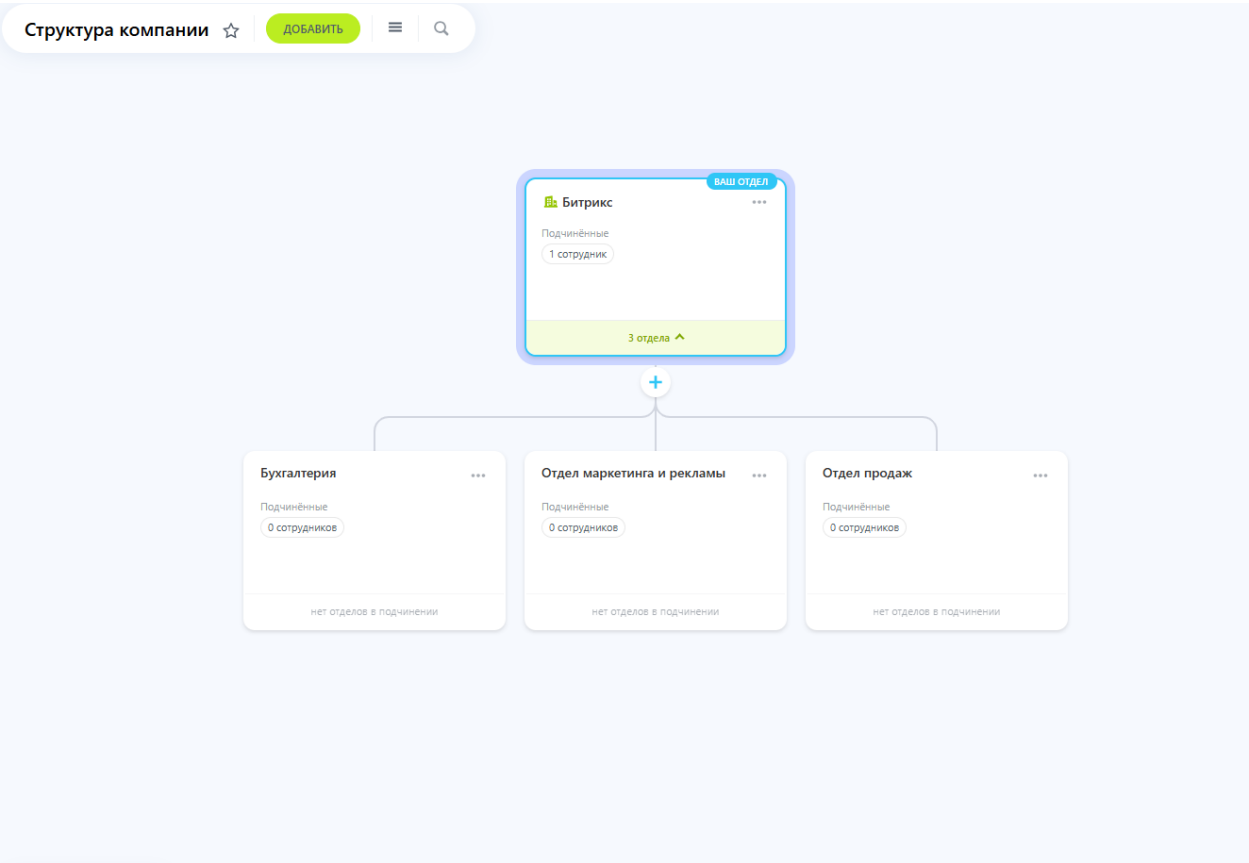 Структура компании
ДОБАВИТЬ
ВАШ ОТДЕЛ
Битрикс
Подчинённые
1 сотрудник
3 отдела
Бухгалтерия
Подчинённые
0 сотрудников
нет отделов в подчинении
Отдел маркетинга и рекламы
Подчинённые
0 сотрудников
нет отделов в подчинении
Отдел продаж
Подчинённые
0 сотрудников
нет отделов в подчинении